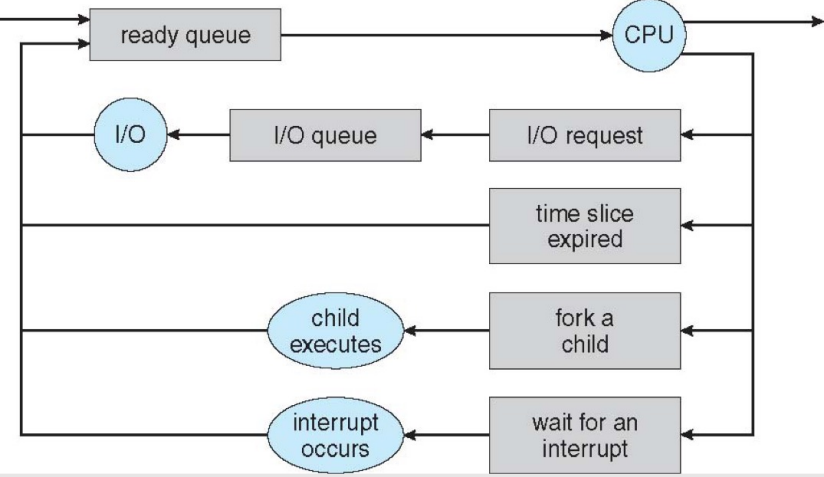 ready queue
CPU
I/O
I/O queue
I/O request
time slice
expired
child
executes
fork a
child
interrupt
occurs
wait for an
interrupt